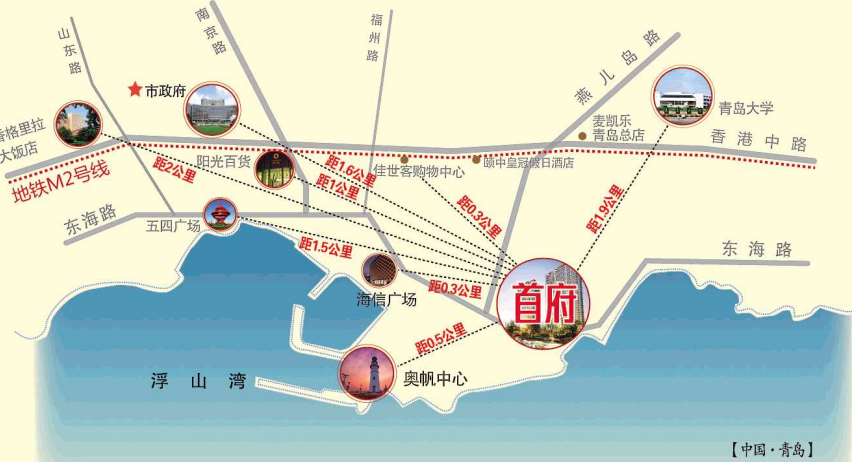 山东路
南京路
福州路
燕儿岛路
市政府
香格里拉
大饭店
青岛大学
麦凯乐
青岛总店
香港中路
阳光百货
佳世客购物中心
颐中皇冠假日酒店
地铁M2号线
距2公里
距1.6公里
距1公里
距0.3公里
距1.9公里
东海路
五四广场
距1.5公里
东海路
海信广场
距0.3公里
首府
距0.5公里
浮山湾
奥帆中心
【中国·青岛】